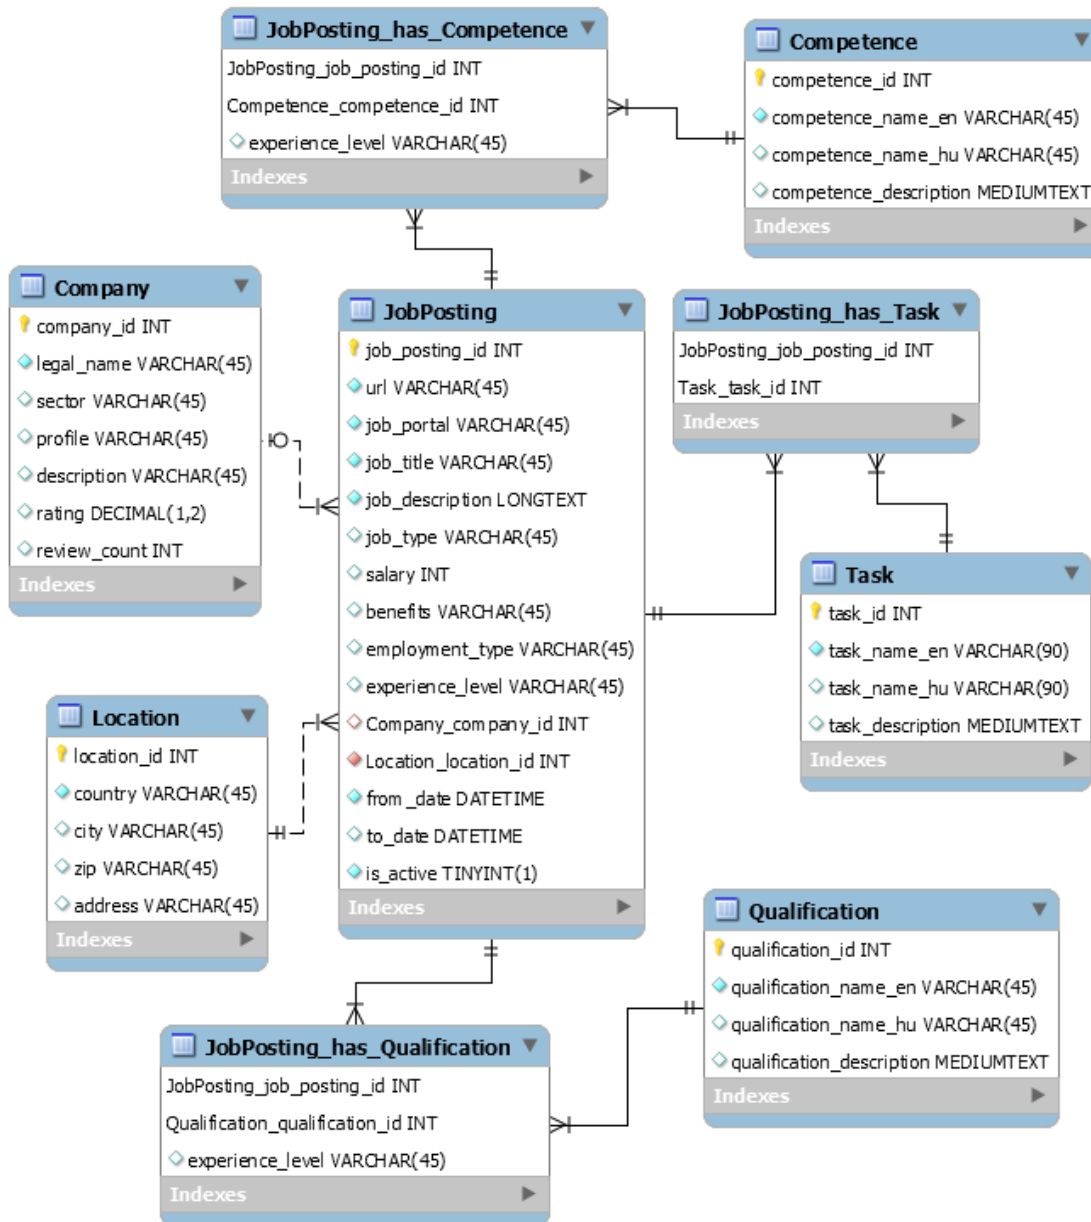 JobPosting_has_Competence
JobPosting_job_posting_id INT
Competence_competence_id INT
experience_level VARCHAR(45)
Indexes
Competence
competence_id INT
competence_name_en VARCHAR(45)
competence_name_hu VARCHAR(45)
competence_description MEDIUMTEXT
Indexes
Company
company_id INT
legal_name VARCHAR(45)
sector VARCHAR(45)
profile VARCHAR(45)
description VARCHAR(45)
rating DECIMAL(1,2)
review_count INT
Indexes
JobPosting
job_posting_id INT
url VARCHAR(45)
job_portal VARCHAR(45)
job_title VARCHAR(45)
job_description LONGTEXT
job_type VARCHAR(45)
salary INT
benefits VARCHAR(45)
employment_type VARCHAR(45)
experience_level VARCHAR(45)
Company_company_id INT
Location_location_id INT
from_date DATETIME
to_date DATETIME
is_active TINYINT(1)
Indexes
JobPosting_has_Task
JobPosting_job_posting_id INT
Task_task_id INT
Indexes
Task
task_id INT
task_name_en VARCHAR(90)
task_name_hu VARCHAR(90)
task_description MEDIUMTEXT
Indexes
Location
location_id INT
country VARCHAR(45)
city VARCHAR(45)
zip VARCHAR(45)
address VARCHAR(45)
Indexes
Qualification
qualification_id INT
qualification_name_en VARCHAR(45)
qualification_name_hu VARCHAR(45)
qualification_description MEDIUMTEXT
Indexes
JobPosting_has_Qualification
JobPosting_job_posting_id INT
Qualification_qualification_id INT
experience_level VARCHAR(45)
Indexes